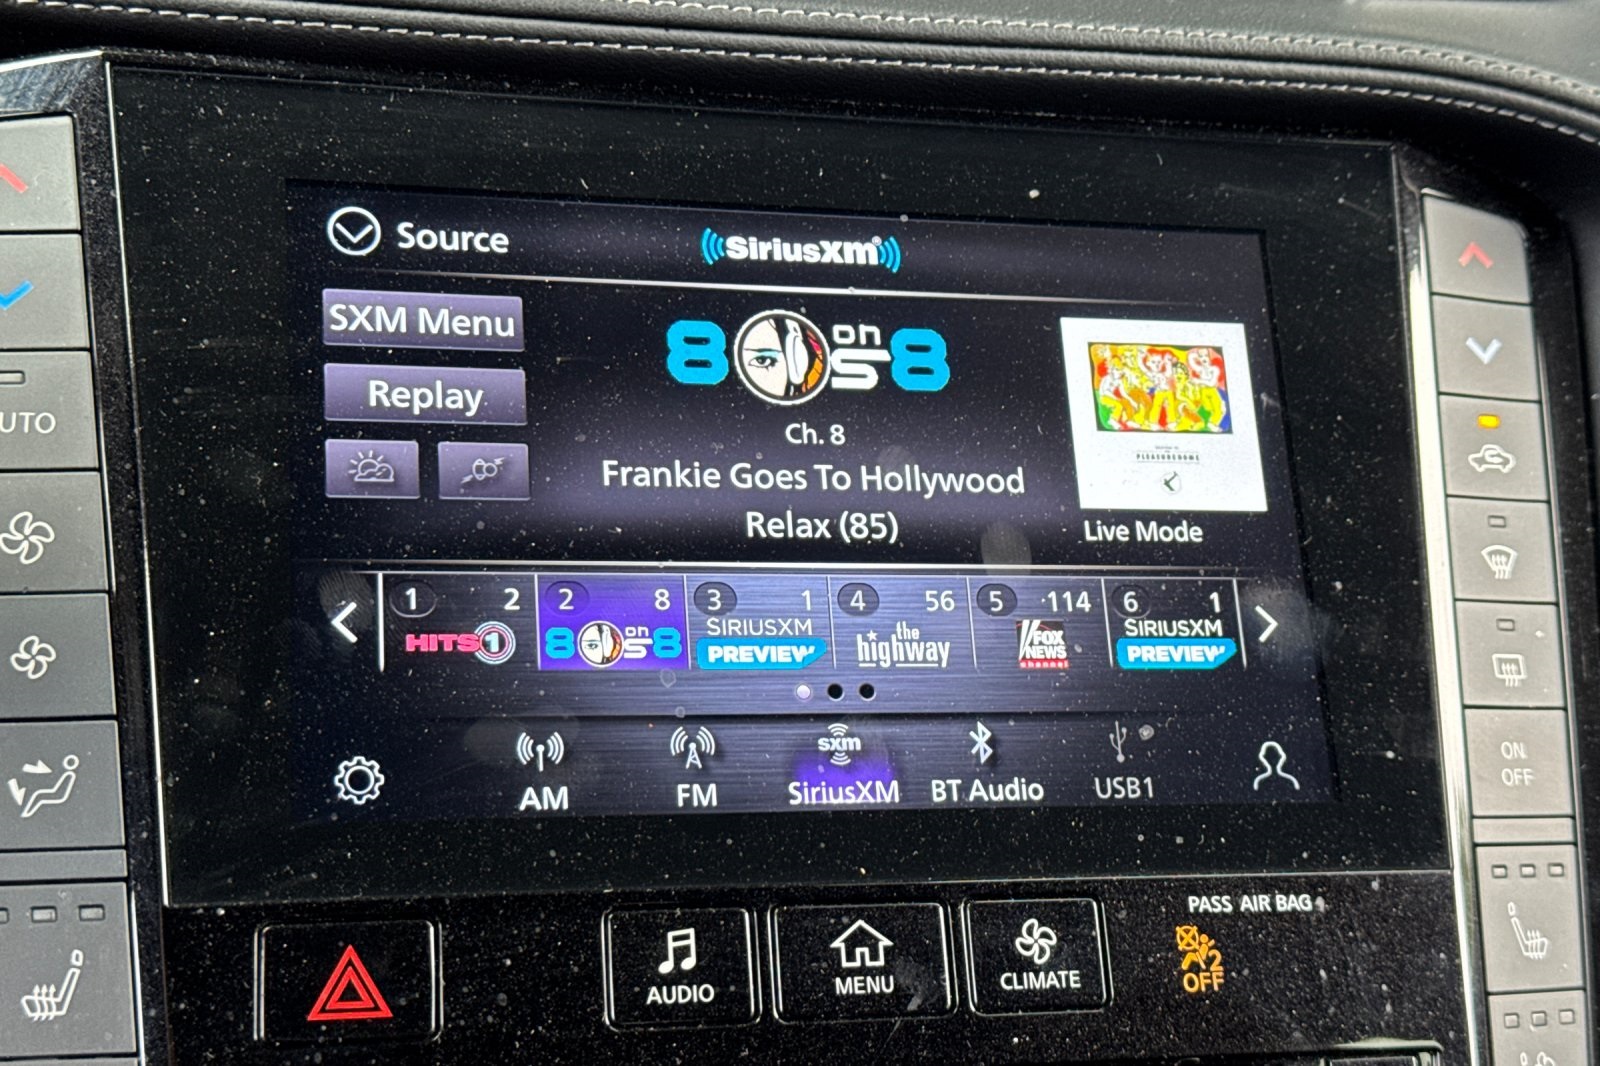 Source
SiriusXM®
SXM Menu
Replay
80s on 8
Ch. 8
Frankie Goes To Hollywood
Relax (85)
PLEASUREDOME
Live Mode
1 2
HITS 1
2 8
80s on 8
3 1
SIRIUSXM
PREVIEW
4 56
the
highway
5 114
FOX
NEWS
channel
6 1
SIRIUSXM
PREVIEW
AM
FM
sxm
SiriusXM
BT Audio
USB1
UTO
ON
OFF
AUDIO
MENU
CLIMATE
PASS AIR BAG
2
OFF